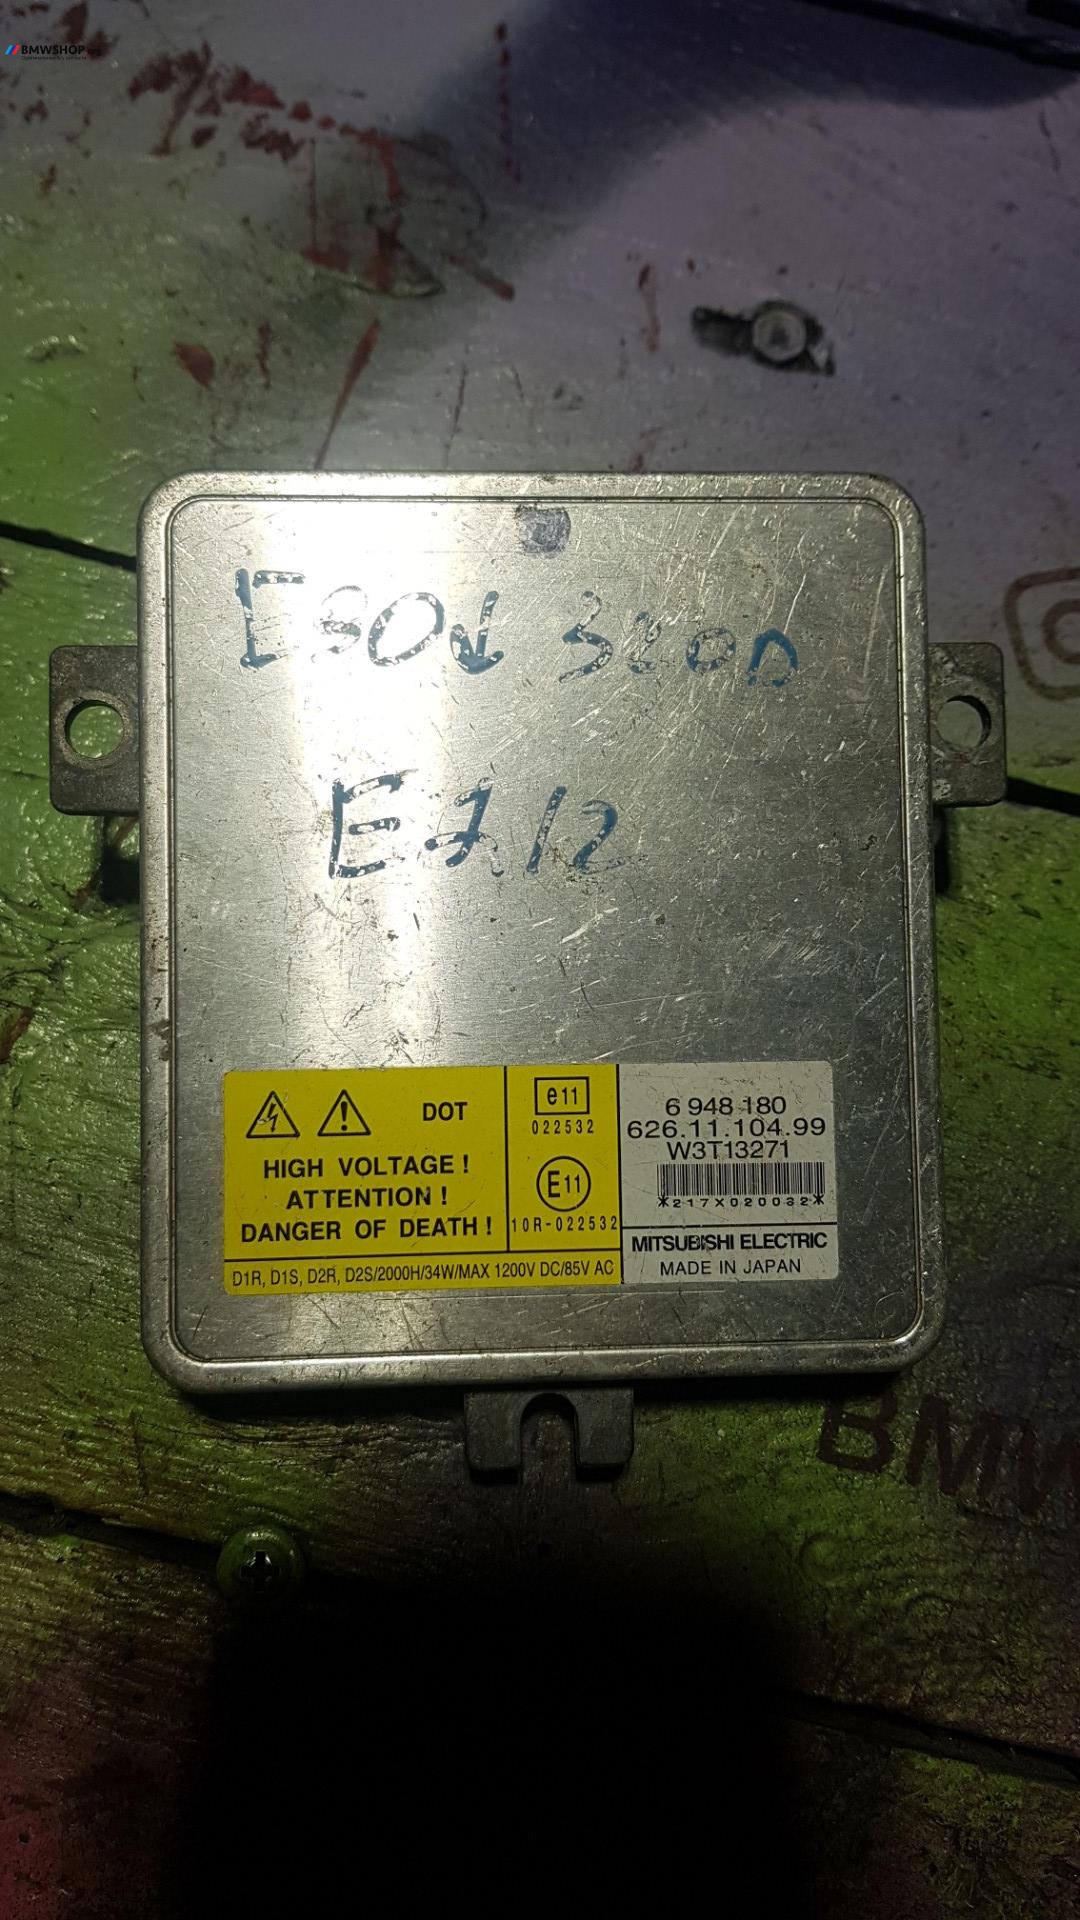 BMWSHOP
E90d 320D
E712
DOT
HIGH VOLTAGE !
ATTENTION !
DANGER OF DEATH !
e11
022532
E11
10R-022532
D1R, D1S, D2R, D2S/2000H/34W/MAX 1200V DC/85V AC
6 948 180
626.11.104.99
W3T13271
*217X020032*
MITSUBISHI ELECTRIC
MADE IN JAPAN
BMW